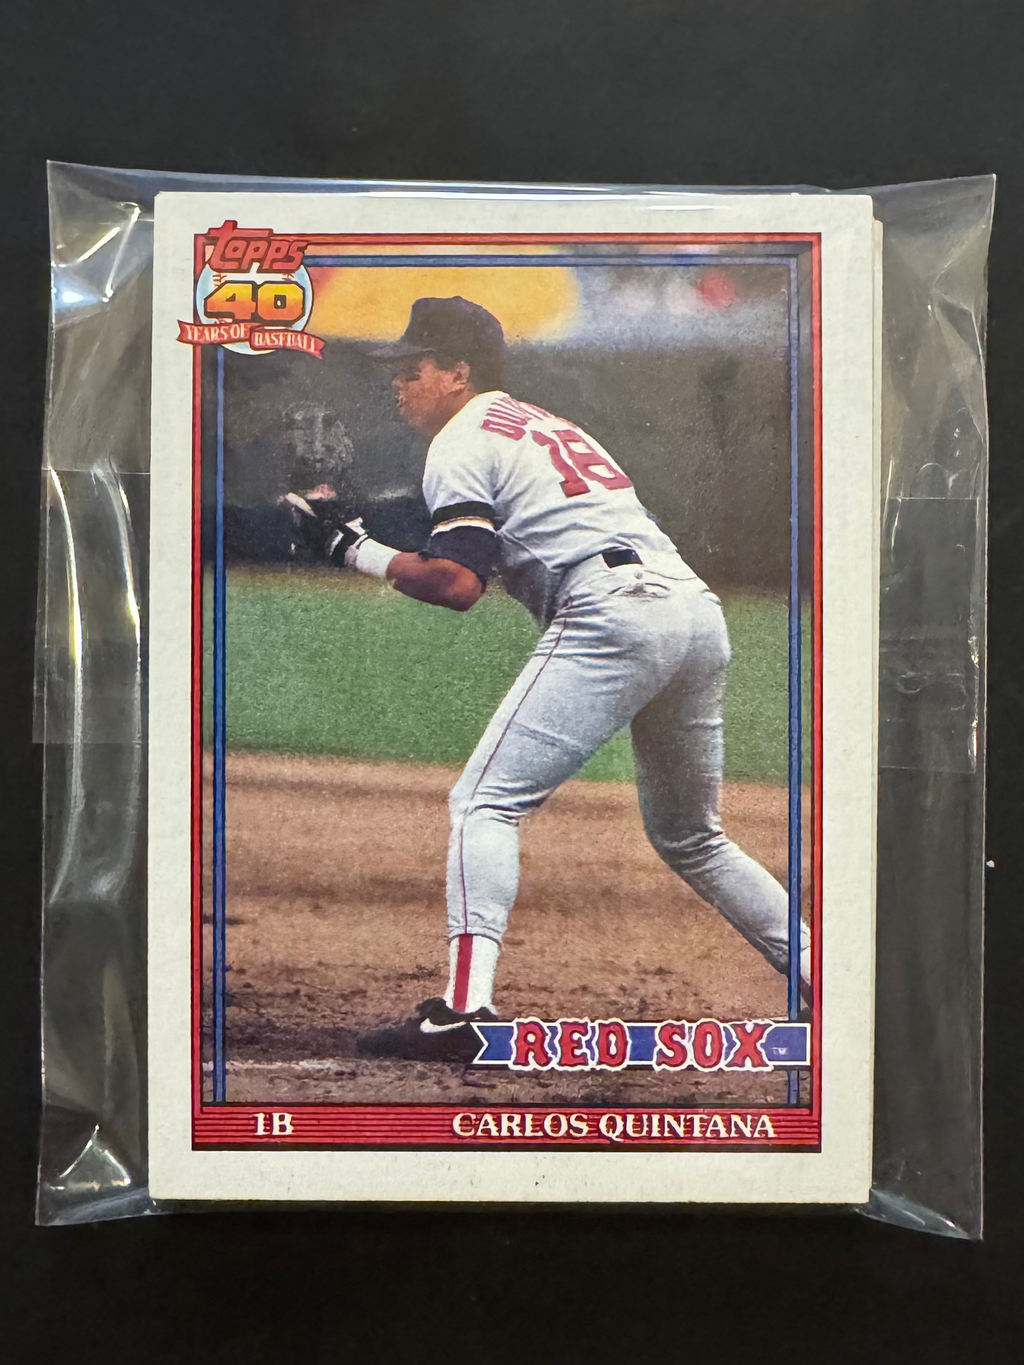 Topps
40
YEARS OF BASEBALL
18
RED SOX
1B CARLOS QUINTANA